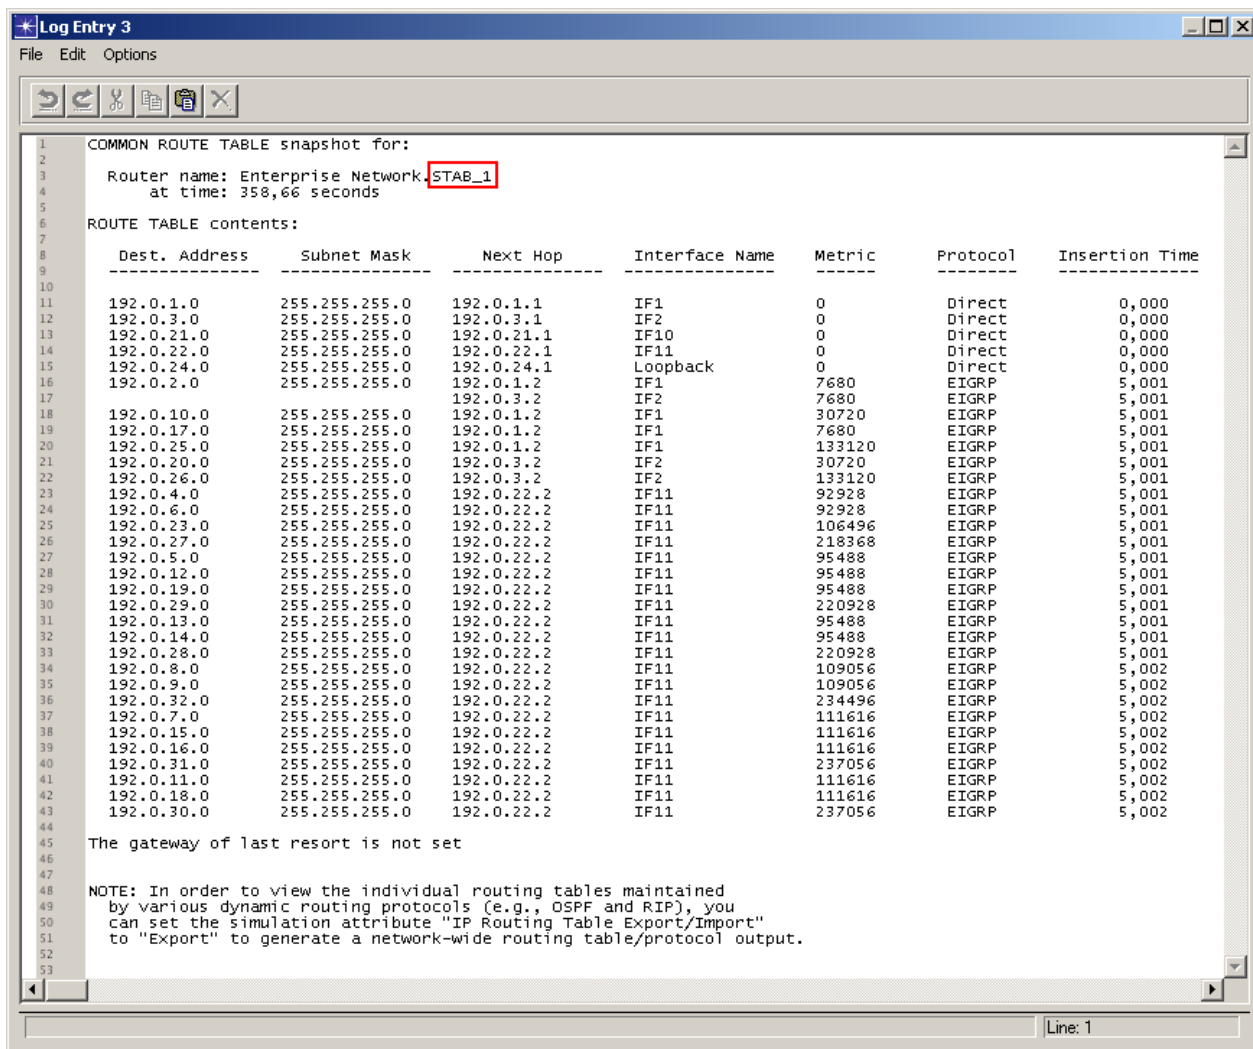 Log Entry 3
File Edit Options
1 COMMON ROUTE TABLE snapshot for:
2
3 Router name: Enterprise Network.STAB_1
4 at time: 358,66 seconds
5
6 ROUTE TABLE contents:
7
8 Dest. Address Subnet Mask Next Hop Interface Name Metric Protocol Insertion Time
9 --------------- --------------- --------------- --------------- ------ -------- --------------
10
11 192.0.1.0 255.255.255.0 192.0.1.1 IF1 0 Direct 0,000
12 192.0.3.0 255.255.255.0 192.0.3.1 IF2 0 Direct 0,000
13 192.0.21.0 255.255.255.0 192.0.21.1 IF10 0 Direct 0,000
14 192.0.22.0 255.255.255.0 192.0.22.1 IF11 0 Direct 0,000
15 192.0.24.0 255.255.255.0 192.0.24.1 Loopback 0 Direct 0,000
16 192.0.2.0 255.255.255.0 192.0.1.2 IF1 7680 EIGRP 5,001
17 192.0.3.2 IF2 7680 EIGRP 5,001
18 192.0.10.0 255.255.255.0 192.0.1.2 IF1 30720 EIGRP 5,001
19 192.0.17.0 255.255.255.0 192.0.1.2 IF1 7680 EIGRP 5,001
20 192.0.25.0 255.255.255.0 192.0.1.2 IF1 133120 EIGRP 5,001
21 192.0.20.0 255.255.255.0 192.0.3.2 IF2 30720 EIGRP 5,001
22 192.0.26.0 255.255.255.0 192.0.3.2 IF2 133120 EIGRP 5,001
23 192.0.4.0 255.255.255.0 192.0.22.2 IF11 92928 EIGRP 5,001
24 192.0.6.0 255.255.255.0 192.0.22.2 IF11 92928 EIGRP 5,001
25 192.0.23.0 255.255.255.0 192.0.22.2 IF11 106496 EIGRP 5,001
26 192.0.27.0 255.255.255.0 192.0.22.2 IF11 218368 EIGRP 5,001
27 192.0.5.0 255.255.255.0 192.0.22.2 IF11 95488 EIGRP 5,001
28 192.0.12.0 255.255.255.0 192.0.22.2 IF11 95488 EIGRP 5,001
29 192.0.19.0 255.255.255.0 192.0.22.2 IF11 95488 EIGRP 5,001
30 192.0.29.0 255.255.255.0 192.0.22.2 IF11 220928 EIGRP 5,001
31 192.0.13.0 255.255.255.0 192.0.22.2 IF11 95488 EIGRP 5,001
32 192.0.14.0 255.255.255.0 192.0.22.2 IF11 95488 EIGRP 5,001
33 192.0.28.0 255.255.255.0 192.0.22.2 IF11 220928 EIGRP 5,001
34 192.0.8.0 255.255.255.0 192.0.22.2 IF11 109056 EIGRP 5,002
35 192.0.9.0 255.255.255.0 192.0.22.2 IF11 109056 EIGRP 5,002
36 192.0.32.0 255.255.255.0 192.0.22.2 IF11 234496 EIGRP 5,002
37 192.0.7.0 255.255.255.0 192.0.22.2 IF11 111616 EIGRP 5,002
38 192.0.15.0 255.255.255.0 192.0.22.2 IF11 111616 EIGRP 5,002
39 192.0.16.0 255.255.255.0 192.0.22.2 IF11 111616 EIGRP 5,002
40 192.0.31.0 255.255.255.0 192.0.22.2 IF11 237056 EIGRP 5,002
41 192.0.11.0 255.255.255.0 192.0.22.2 IF11 111616 EIGRP 5,002
42 192.0.18.0 255.255.255.0 192.0.22.2 IF11 111616 EIGRP 5,002
43 192.0.30.0 255.255.255.0 192.0.22.2 IF11 237056 EIGRP 5,002
44
45 The gateway of last resort is not set
46
47
48 NOTE: In order to view the individual routing tables maintained
49 by various dynamic routing protocols (e.g., OSPF and RIP), you
50 can set the simulation attribute "IP Routing Table Export/Import"
51 to "Export" to generate a network-wide routing table/protocol output.
52
53
Line: 1